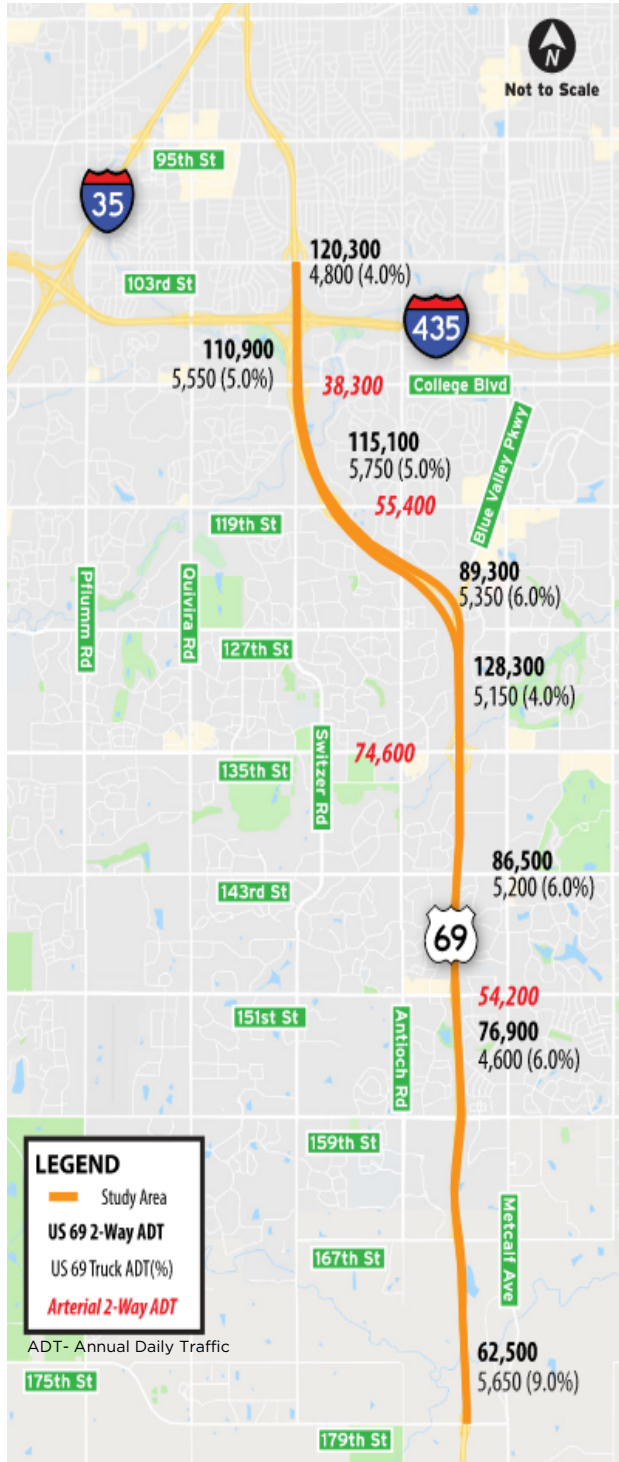 N
Not to Scale
95th St
35
120,300
4,800 (4.0%)
103rd St
435
110,900
5,550 (5.0%)
38,300
College Blvd
Blue Valley Pkwy
115,100
5,750 (5.0%)
55,400
119th St
89,300
5,350 (6.0%)
Pflumm Rd
Quivira Rd
127th St
128,300
5,150 (4.0%)
Switzer Rd
74,600
135th St
86,500
5,200 (6.0%)
143rd St
69
54,200
151st St
Antioch Rd
76,900
4,600 (6.0%)
159th St
LEGEND
Study Area
US 69 2-Way ADT
US 69 Truck ADT(%)
Arterial 2-Way ADT
ADT- Annual Daily Traffic
Metcalf Ave
167th St
62,500
5,650 (9.0%)
175th St
179th St